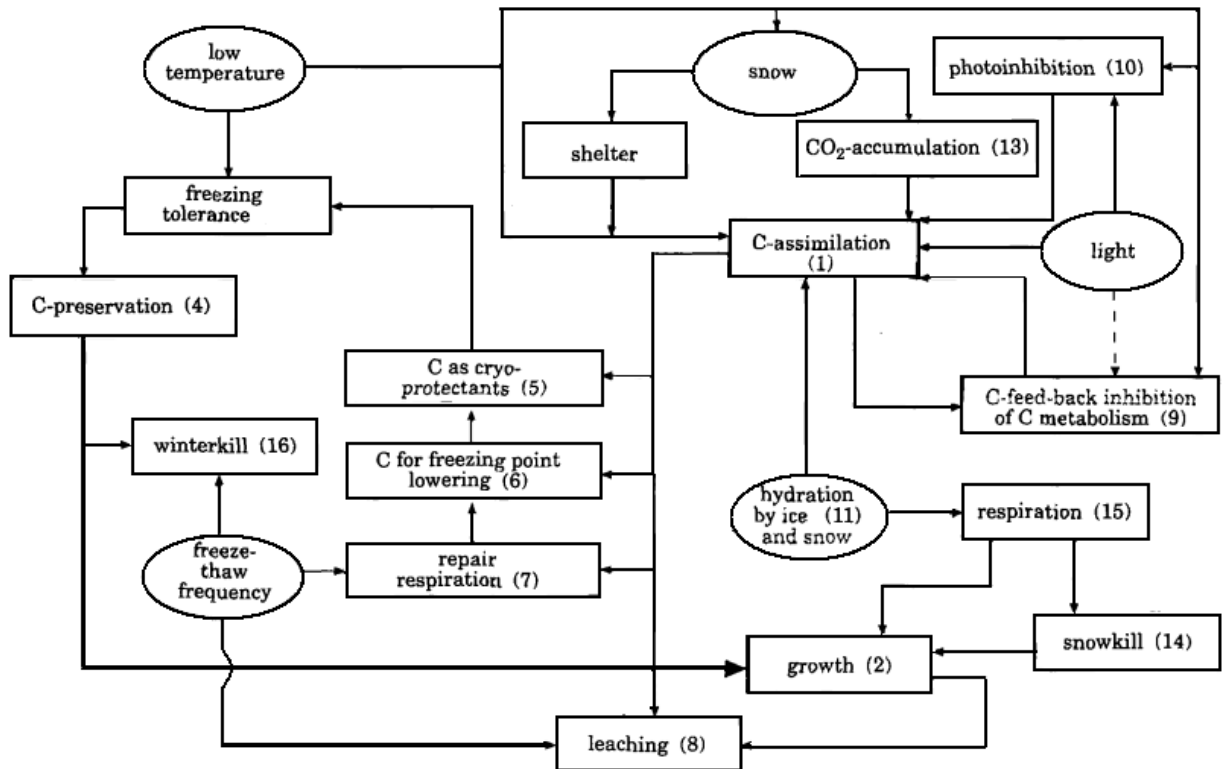 low
temperature
snow
photoinhibition (10)
shelter
CO₂-accumulation (13)
freezing
tolerance
C-assimilation
(1)
light
C-preservation (4)
C as cryo-
protectants (5)
C-feed-back inhibition
of C metabolism (9)
winterkill (16)
C for freezing point
lowering (6)
hydration
by ice (11)
and snow
respiration (15)
freeze-
thaw
frequency
repair
respiration (7)
growth (2)
snowkill (14)
leaching (8)